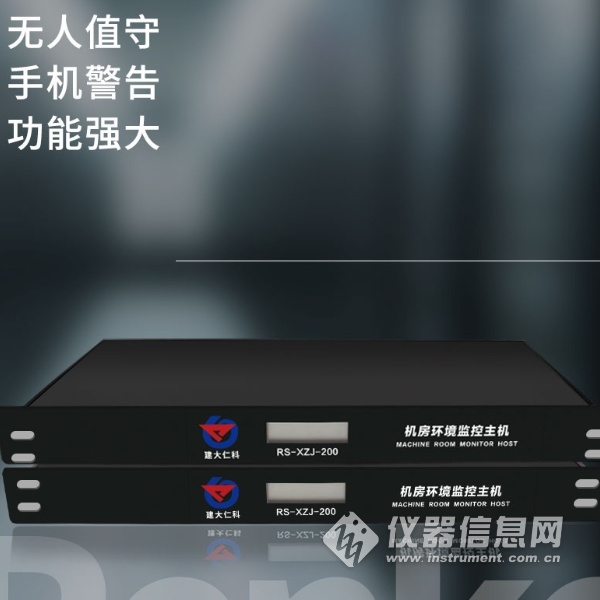 无人值守
手机警告
功能强大
建大仁科
RS-XZJ-200
机房环境监控主机
MACHINE ROOM MONITOR HOST
建大仁科
RS-XZJ-200
机房环境监控主机
MACHINE ROOM MONITOR HOST
仪器信息网
www.instrument.com.cn